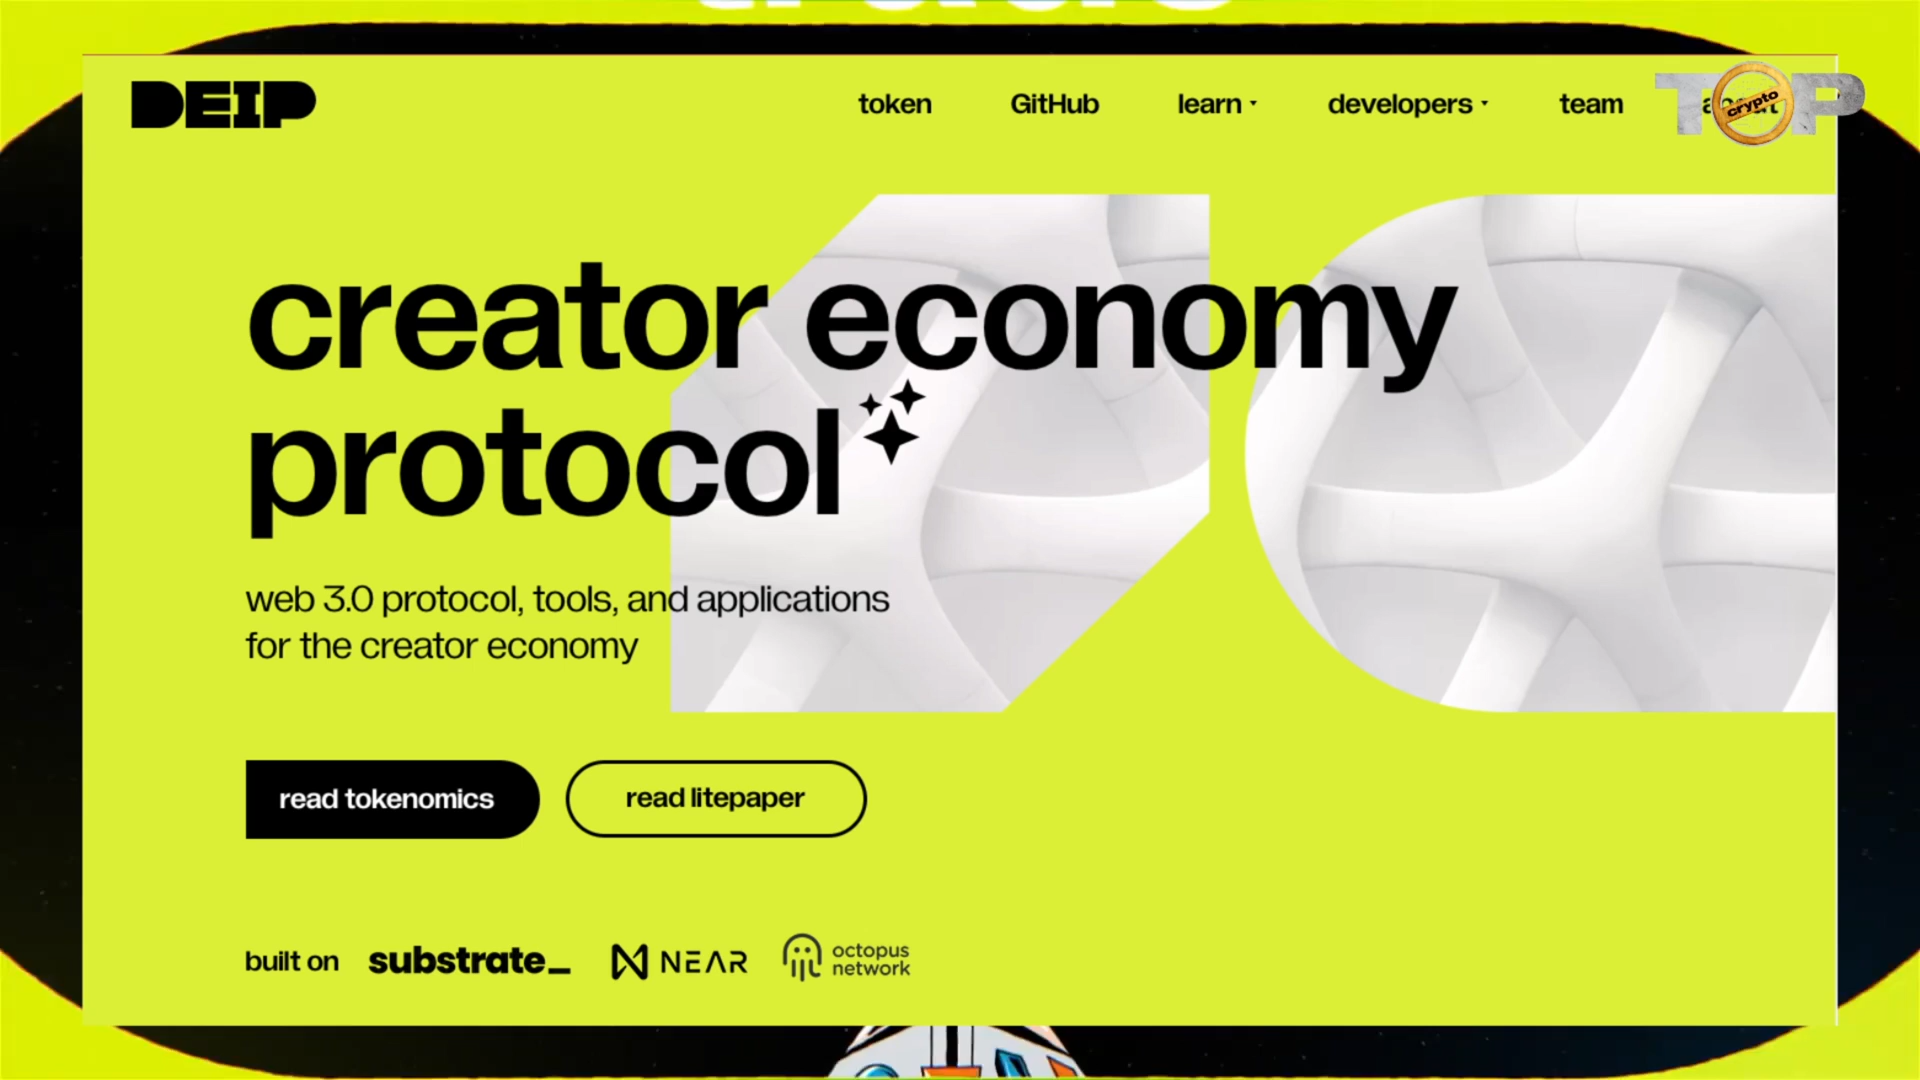 DEIP
token GitHub learn developers team
TOP
crypto
creator economy
protocol
web 3.0 protocol, tools, and applications
for the creator economy
read tokenomics read litepaper
built on substrate_ NEAR octopus
network